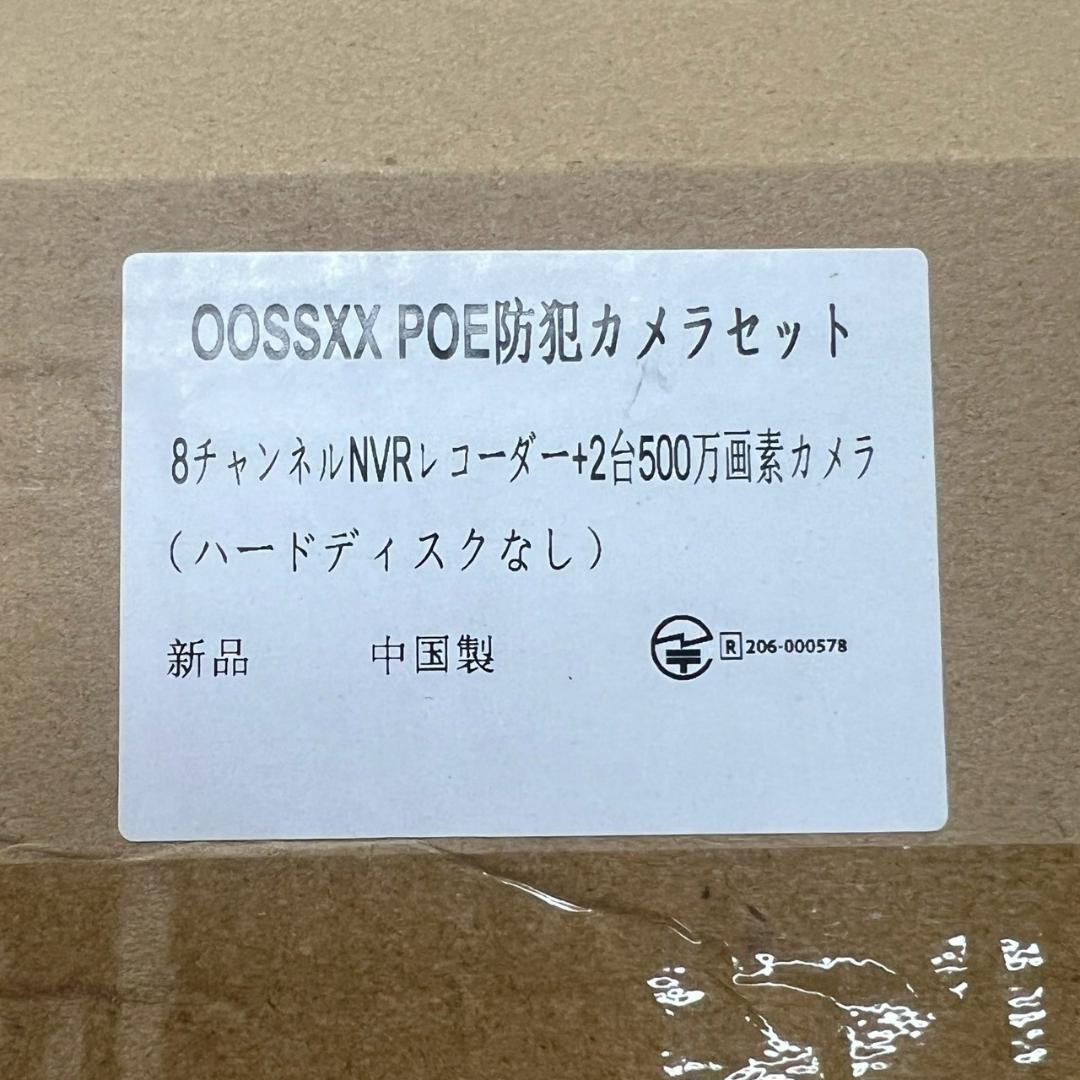 OOSSXX POE防犯カメラセット
8チャンネルNVRレコーダー+2台500万画素カメラ
（ハードディスクなし）
新品 中国製 R 206-000578